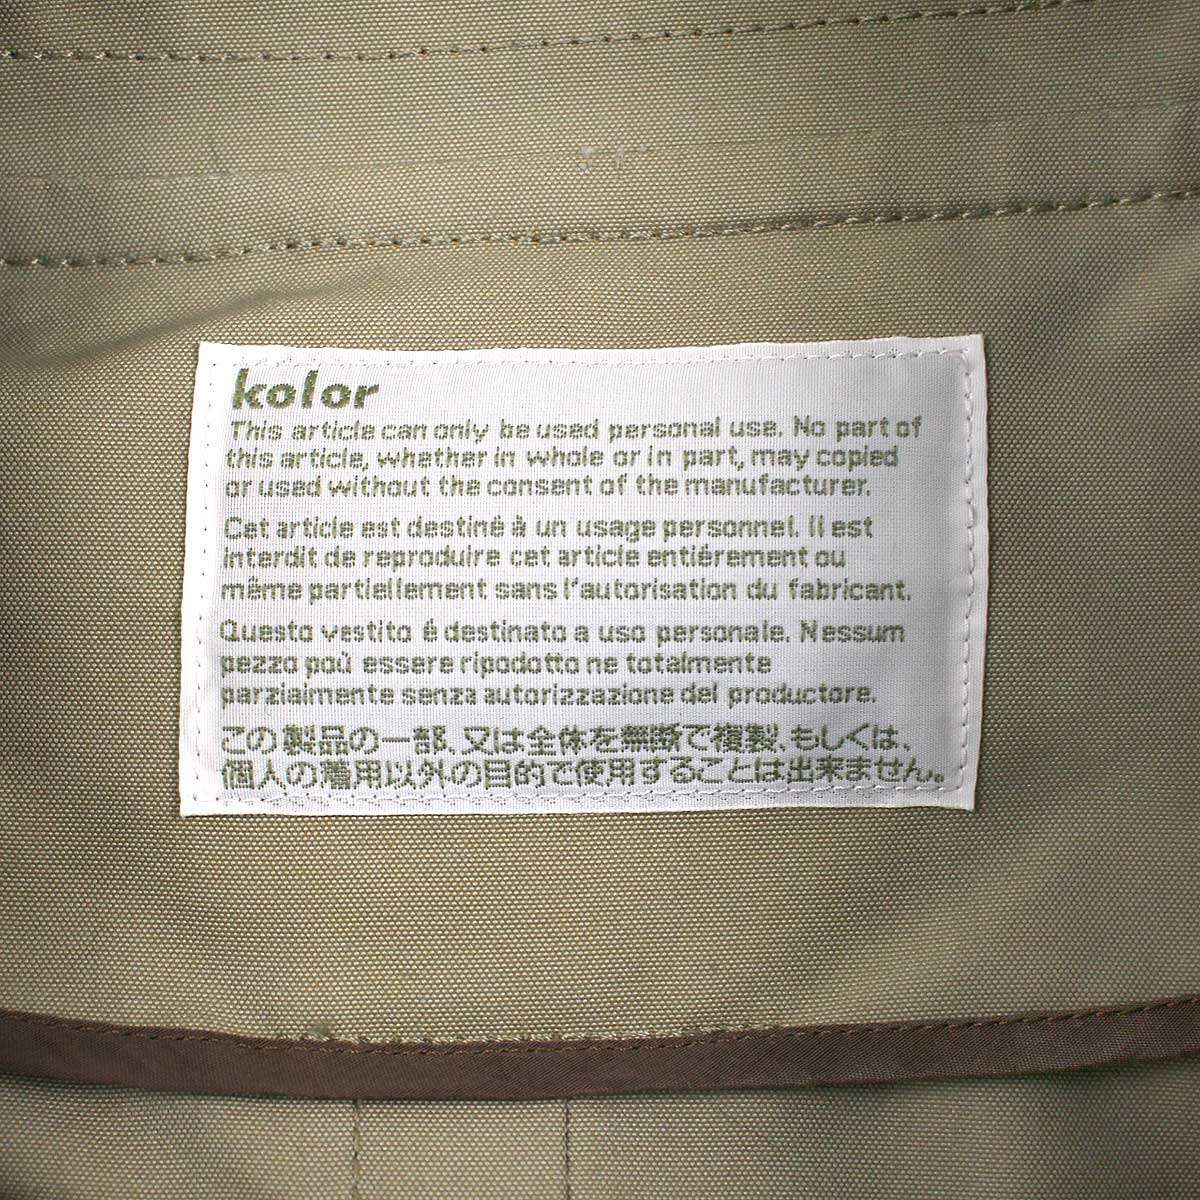 kolor
This article can only be used personal use. No part of
this article, whether in whole or in part, may copied
or used without the consent of the manufacturer.
Cet article est destiné à un usage personnel. Il est
interdit de reproduire cet article entiérement ou
même partiellement sans l'autorisation du fabricant.
Questo vestito é destinato a uso personale. Nessum
pezzo poù essere ripodotto ne totalmente
parzialmente senza autorizzazione del productore.
この製品の一部、又は全体を無断で複製、もしくは、
個人の着用以外の目的で使用することは出来ません。